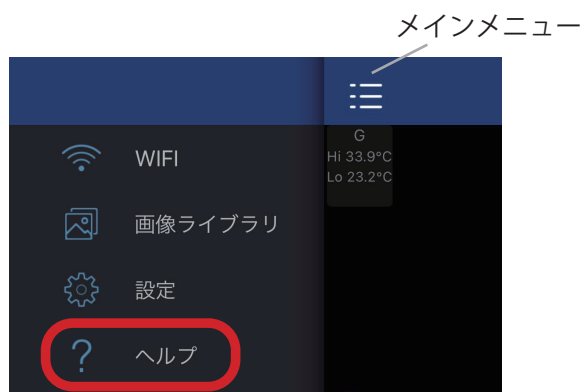 メインメニュー
G
Hi 33.9°C
Lo 23.2°C
WIFI
画像ライブラリ
設定
? ヘルプ